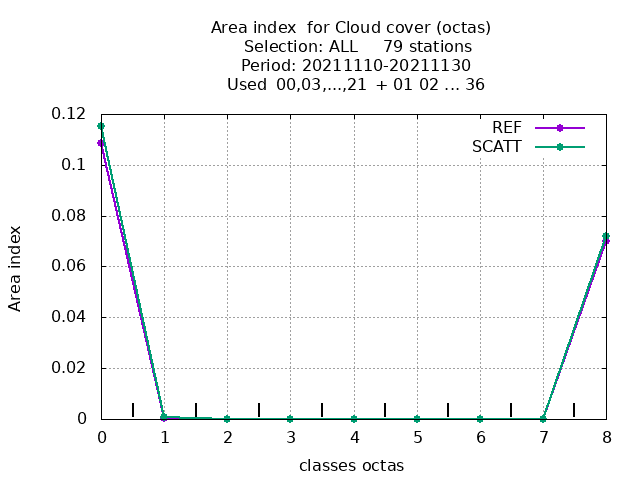 Area index  for Cloud cover (octas)
Selection: ALL     79 stations
Period: 20211110-20211130
Used  00,03,...,21  + 01 02 ... 36
REF
SCATT
0.12
0.1
0.08
0.06
0.04
0.02
0
Area index
0 1 2 3 4 5 6 7 8
classes octas